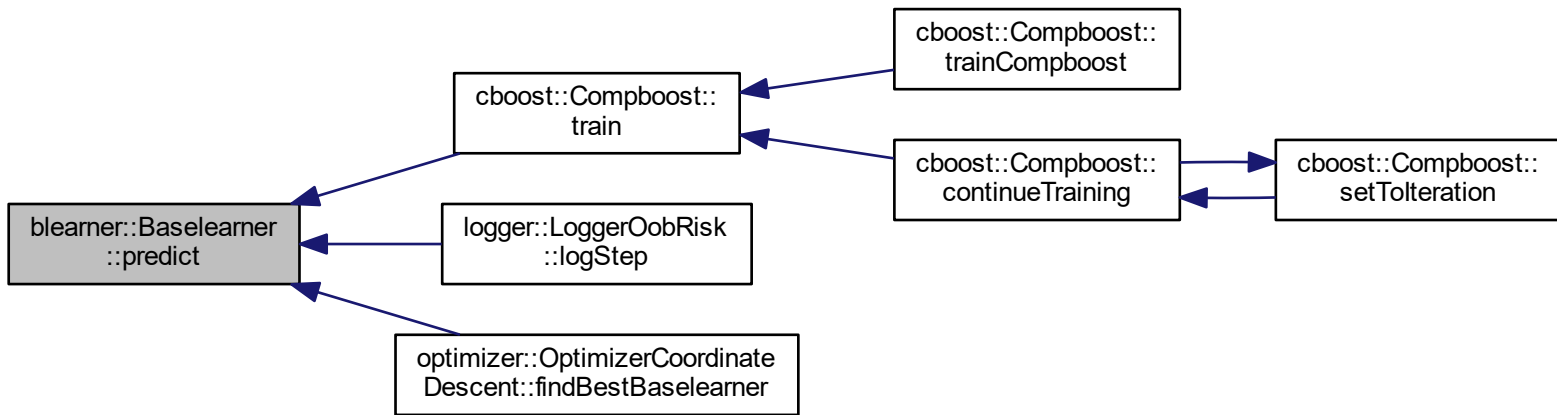 cboost::Compboost::
trainCompboost
cboost::Compboost::
train
cboost::Compboost::
continueTraining
cboost::Compboost::
setToIteration
blearner::Baselearner
::predict
logger::LoggerOobRisk
::logStep
optimizer::OptimizerCoordinate
Descent::findBestBaselearner